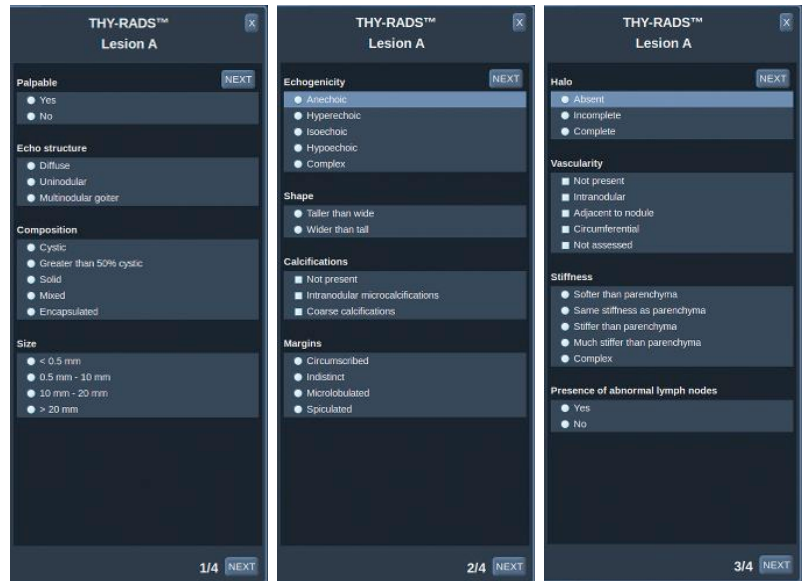 THY-RADS™
X
Lesion A
NEXT
Palpable
Yes
No
Echo structure
Diffuse
Uninodular
Multinodular goiter
Composition
Cystic
Greater than 50% cystic
Solid
Mixed
Encapsulated
Size
< 0.5 mm
0.5 mm - 10 mm
10 mm - 20 mm
> 20 mm
1/4 NEXT
THY-RADS™
X
Lesion A
NEXT
Echogenicity
Anechoic
Hyperechoic
Isoechoic
Hypoechoic
Complex
Shape
Taller than wide
Wider than tall
Calcifications
Not present
Intranodular microcalcifications
Coarse calcifications
Margins
Circumscribed
Indistinct
Microlobulated
Spiculated
2/4 NEXT
THY-RADS™
X
Lesion A
NEXT
Halo
Absent
Incomplete
Complete
Vascularity
Not present
Intranodular
Adjacent to nodule
Circumferential
Not assessed
Stiffness
Softer than parenchyma
Same stiffness as parenchyma
Stiffer than parenchyma
Much stiffer than parenchyma
Complex
Presence of abnormal lymph nodes
Yes
No
3/4 NEXT